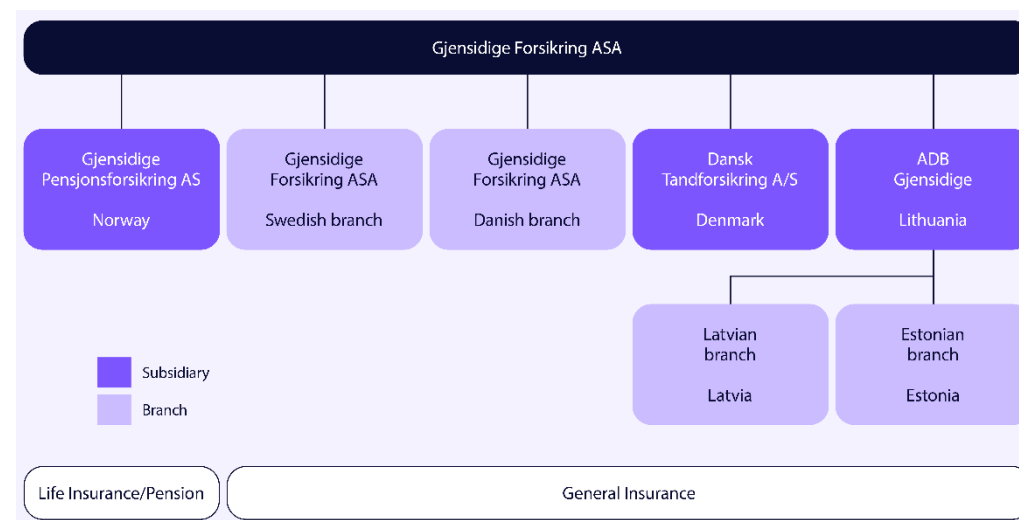 Gjensidige Forsikring ASA
Gjensidige
Pensjonsforsikring AS
Norway
Gjensidige
Forsikring ASA
Swedish branch
Gjensidige
Forsikring ASA
Danish branch
Dansk
Tandforsikring A/S
Denmark
ADB
Gjensidige
Lithuania
Latvian
branch
Latvia
Estonian
branch
Estonia
Subsidiary
Branch
Life Insurance/Pension
General Insurance